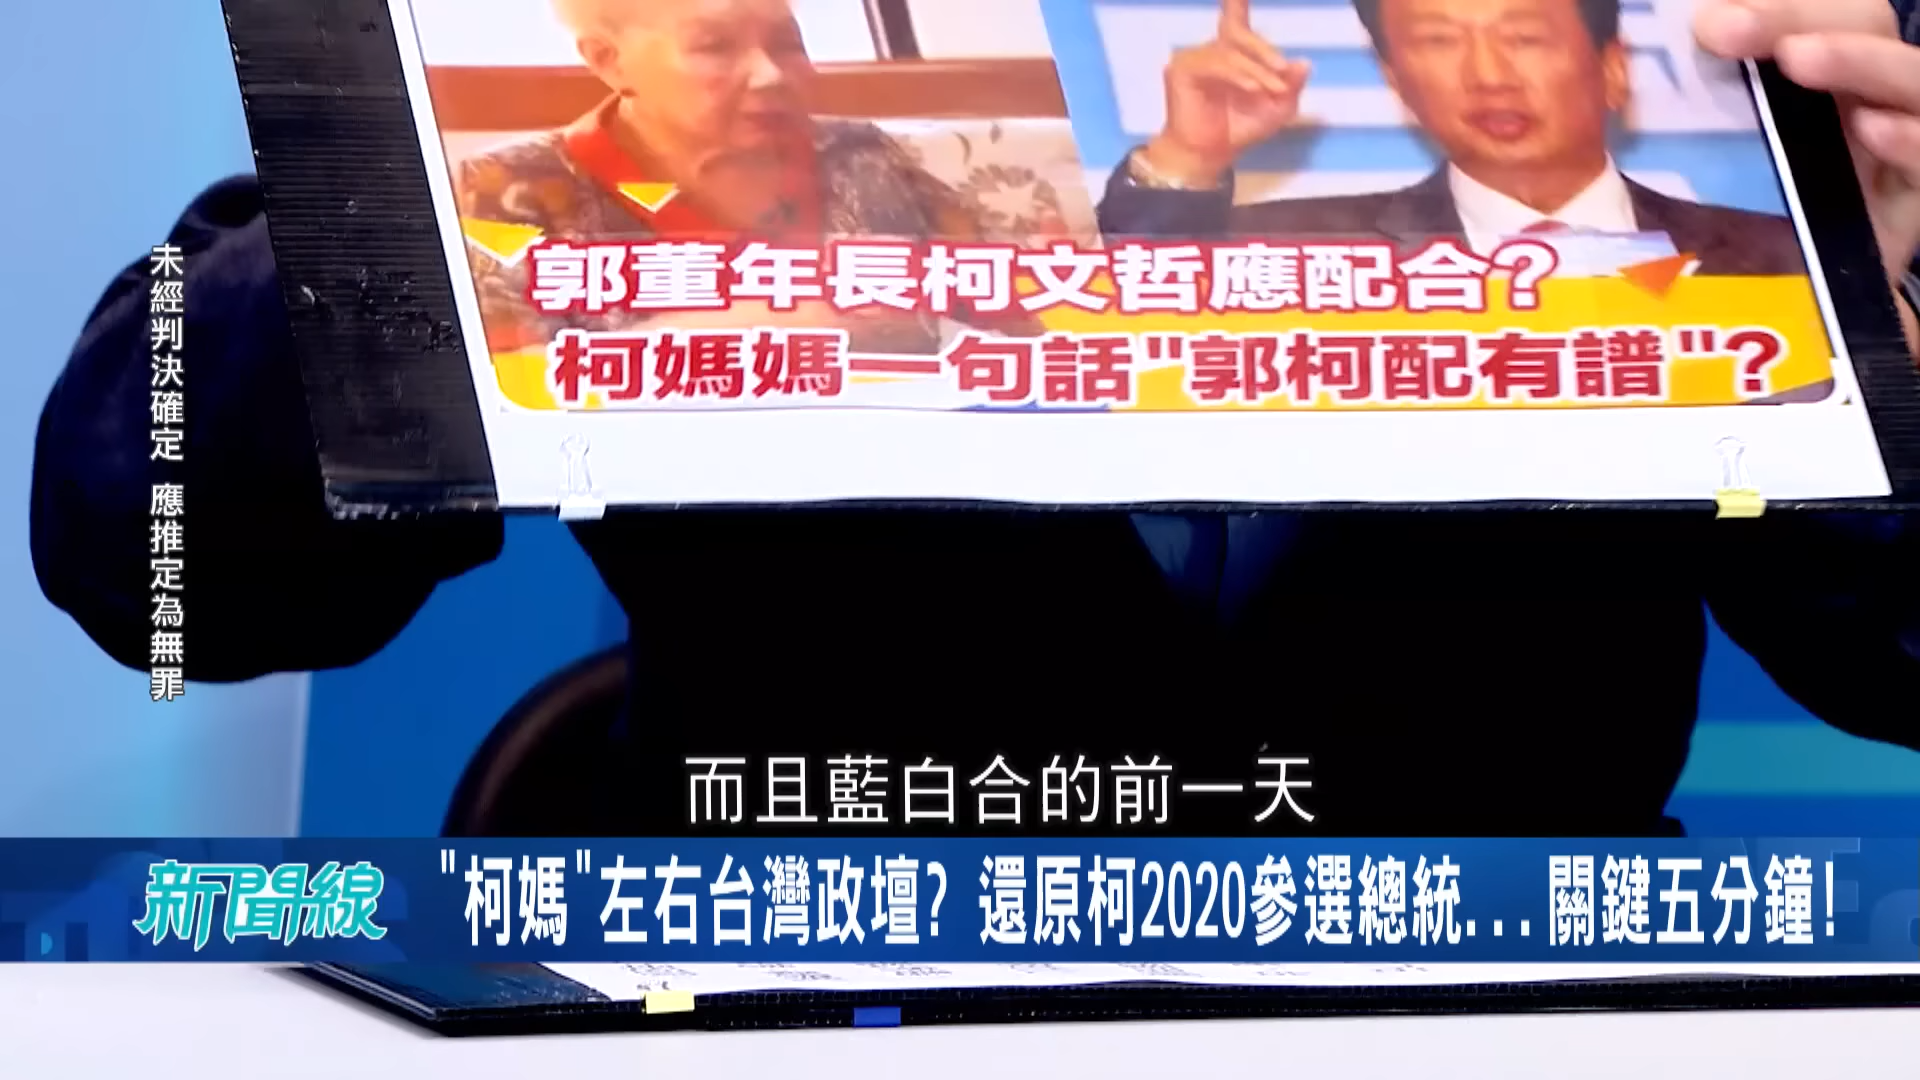 郭董年長柯文哲應配合?
柯媽媽一句話"郭柯配有譜"?
未經判決確定 應推定為無罪
而且藍白合的前一天
新聞線
"柯媽"左右台灣政壇? 還原柯2020參選總統...關鍵五分鐘!